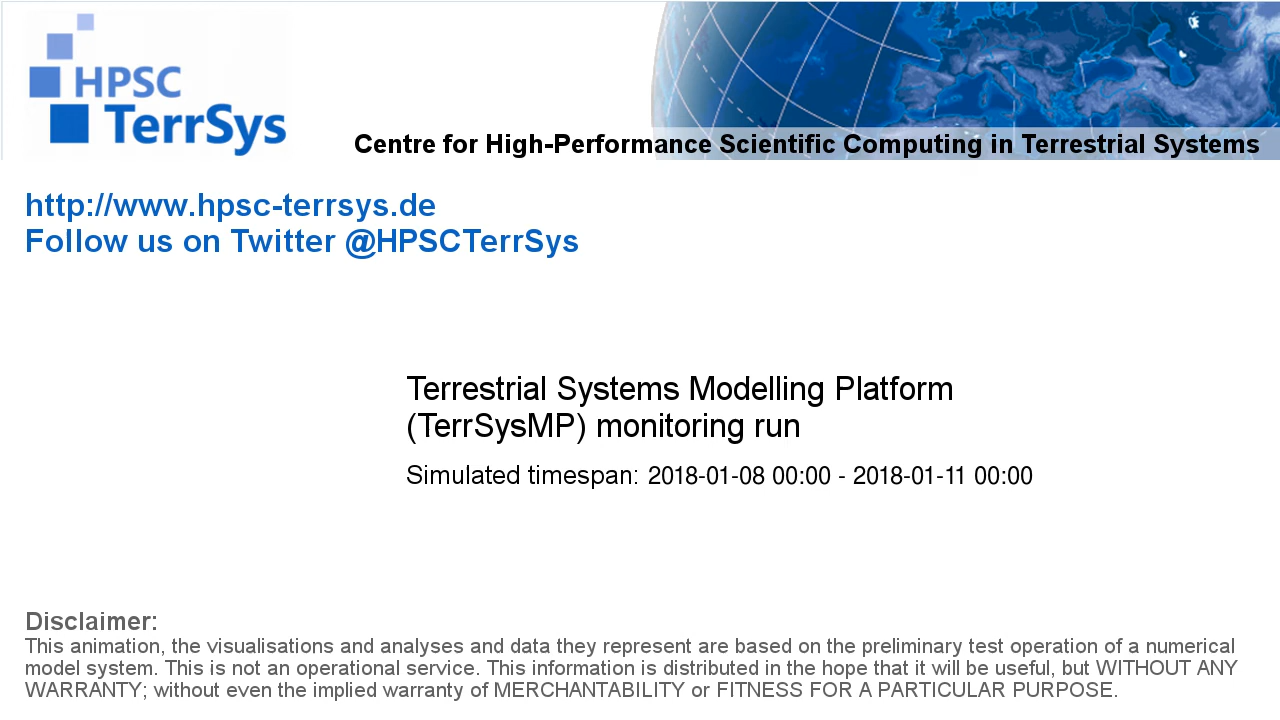 HPSC
TerrSys
Centre for High-Performance Scientific Computing in Terrestrial Systems
http://www.hpsc-terrsys.de
Follow us on Twitter @HPSCTerrSys
Terrestrial Systems Modelling Platform
(TerrSysMP) monitoring run
Simulated timespan: 2018-01-08 00:00 - 2018-01-11 00:00
Disclaimer:
This animation, the visualisations and analyses and data they represent are based on the preliminary test operation of a numerical
model system. This is not an operational service. This information is distributed in the hope that it will be useful, but WITHOUT ANY
WARRANTY; without even the implied warranty of MERCHANTABILITY or FITNESS FOR A PARTICULAR PURPOSE.